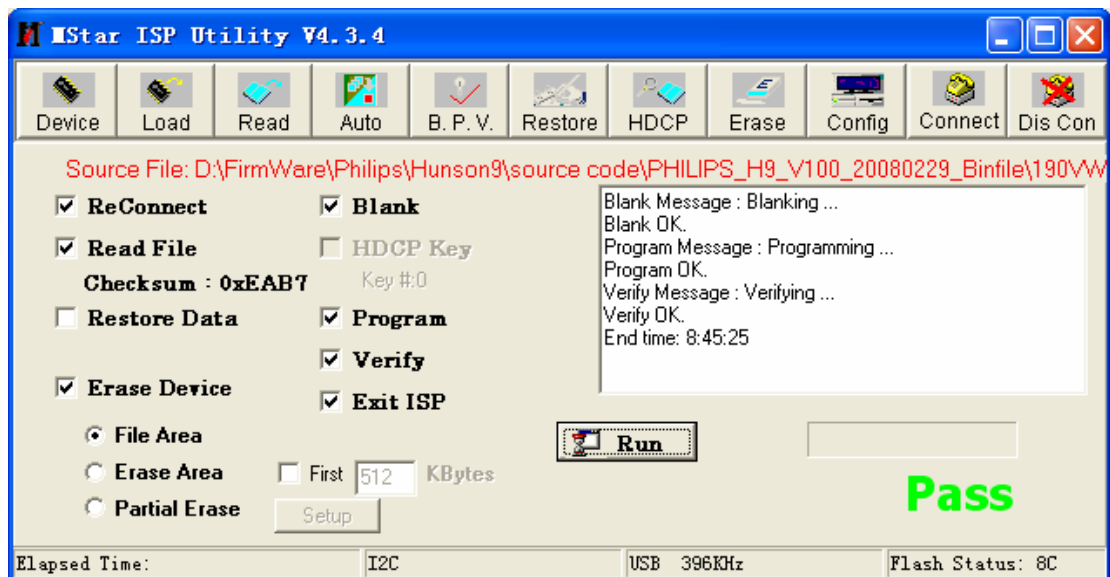 MStar ISP Utility V4.3.4
Device Load Read Auto B. P. V. Restore HDCP Erase Config Connect Dis Con
Source File: D:\FirmWare\Philips\Hunson9\source code\PHILIPS_H9_V100_20080229_Binfile\190VW
ReConnect
Blank
Read File
HDCP Key
Checksum : 0xEAB7
Key #:0
Restore Data
Program
Verify
Erase Device
Exit ISP
File Area
Erase Area
First 512 KBytes
Partial Erase
Setup
Blank Message : Blanking ...
Blank OK.
Program Message : Programming ...
Program OK.
Verify Message : Verifying ...
Verify OK.
End time: 8:45:25
Run
Pass
Elapsed Time: I2C USB 396KHz Flash Status: 8C